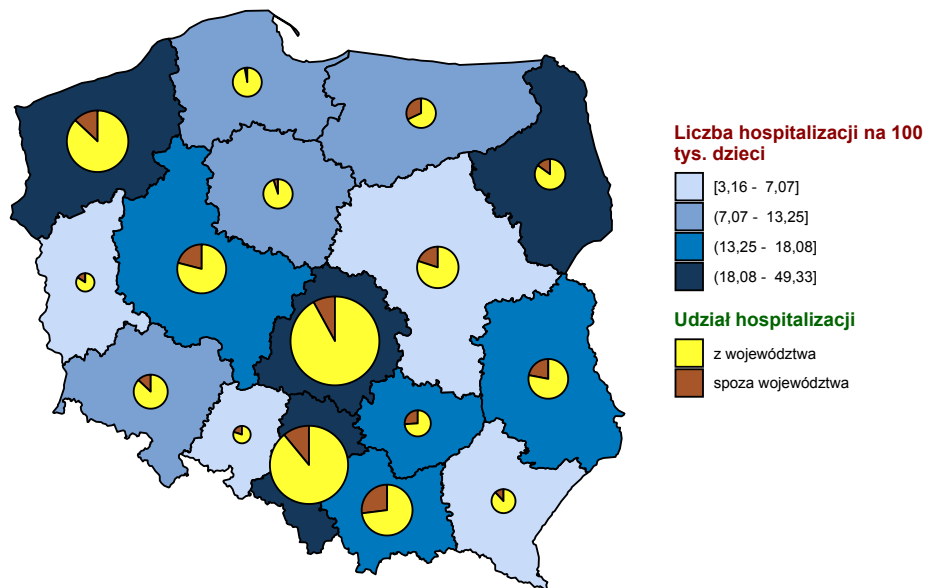 Liczba hospitalizacji na 100
tys. dzieci
[3,16 - 7,07]
(7,07 - 13,25]
(13,25 - 18,08]
(18,08 - 49,33]
Udział hospitalizacji
z województwa
spoza województwa